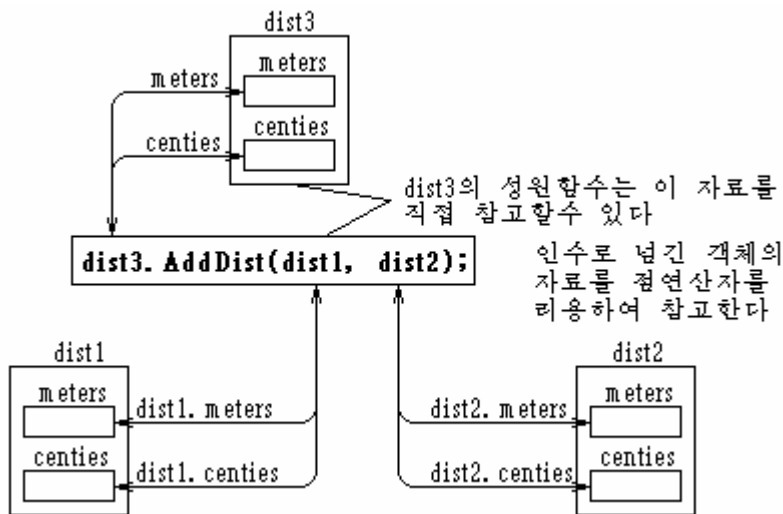 dist3
meters
meters
centies
centies
dist3의 성원함수는 이 자료를
직접 참고할수 있다
dist3. AddDist(dist1, dist2);
인수로 넘긴 객체의
자료를 점연산자를
리용하여 참고한다
dist1
meters
dist1. meters
centies
dist1. centies
dist2
dist2. meters
meters
dist2. centies
centies